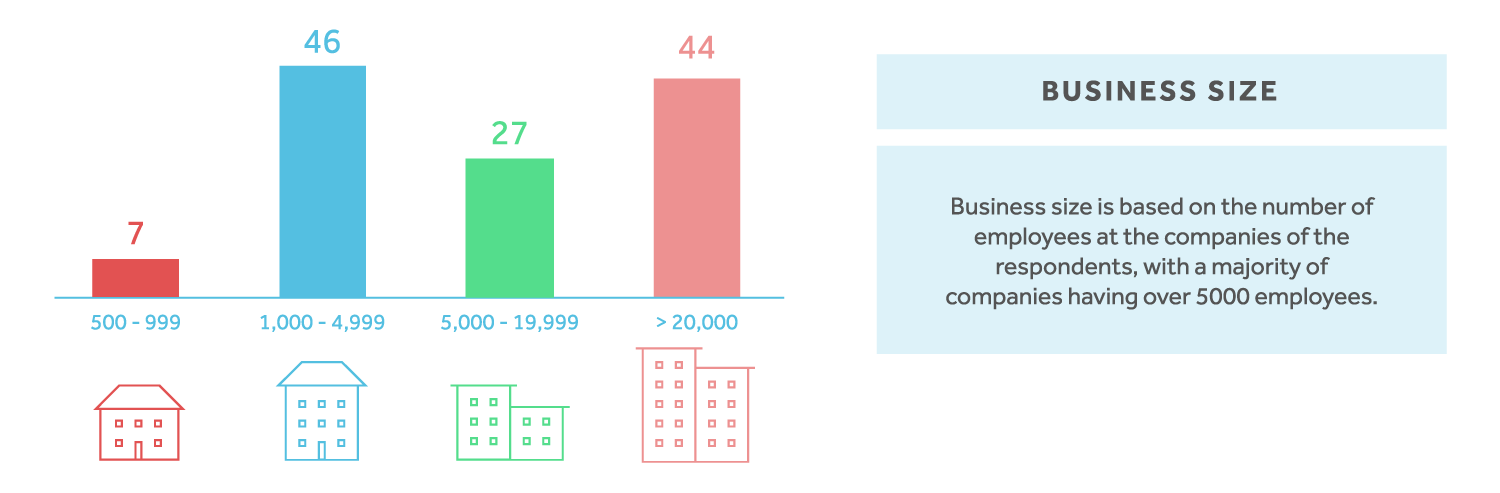 46
44
27
7
500 - 999
1,000 - 4,999
5,000 - 19,999
> 20,000
BUSINESS SIZE
Business size is based on the number of
employees at the companies of the
respondents, with a majority of
companies having over 5000 employees.